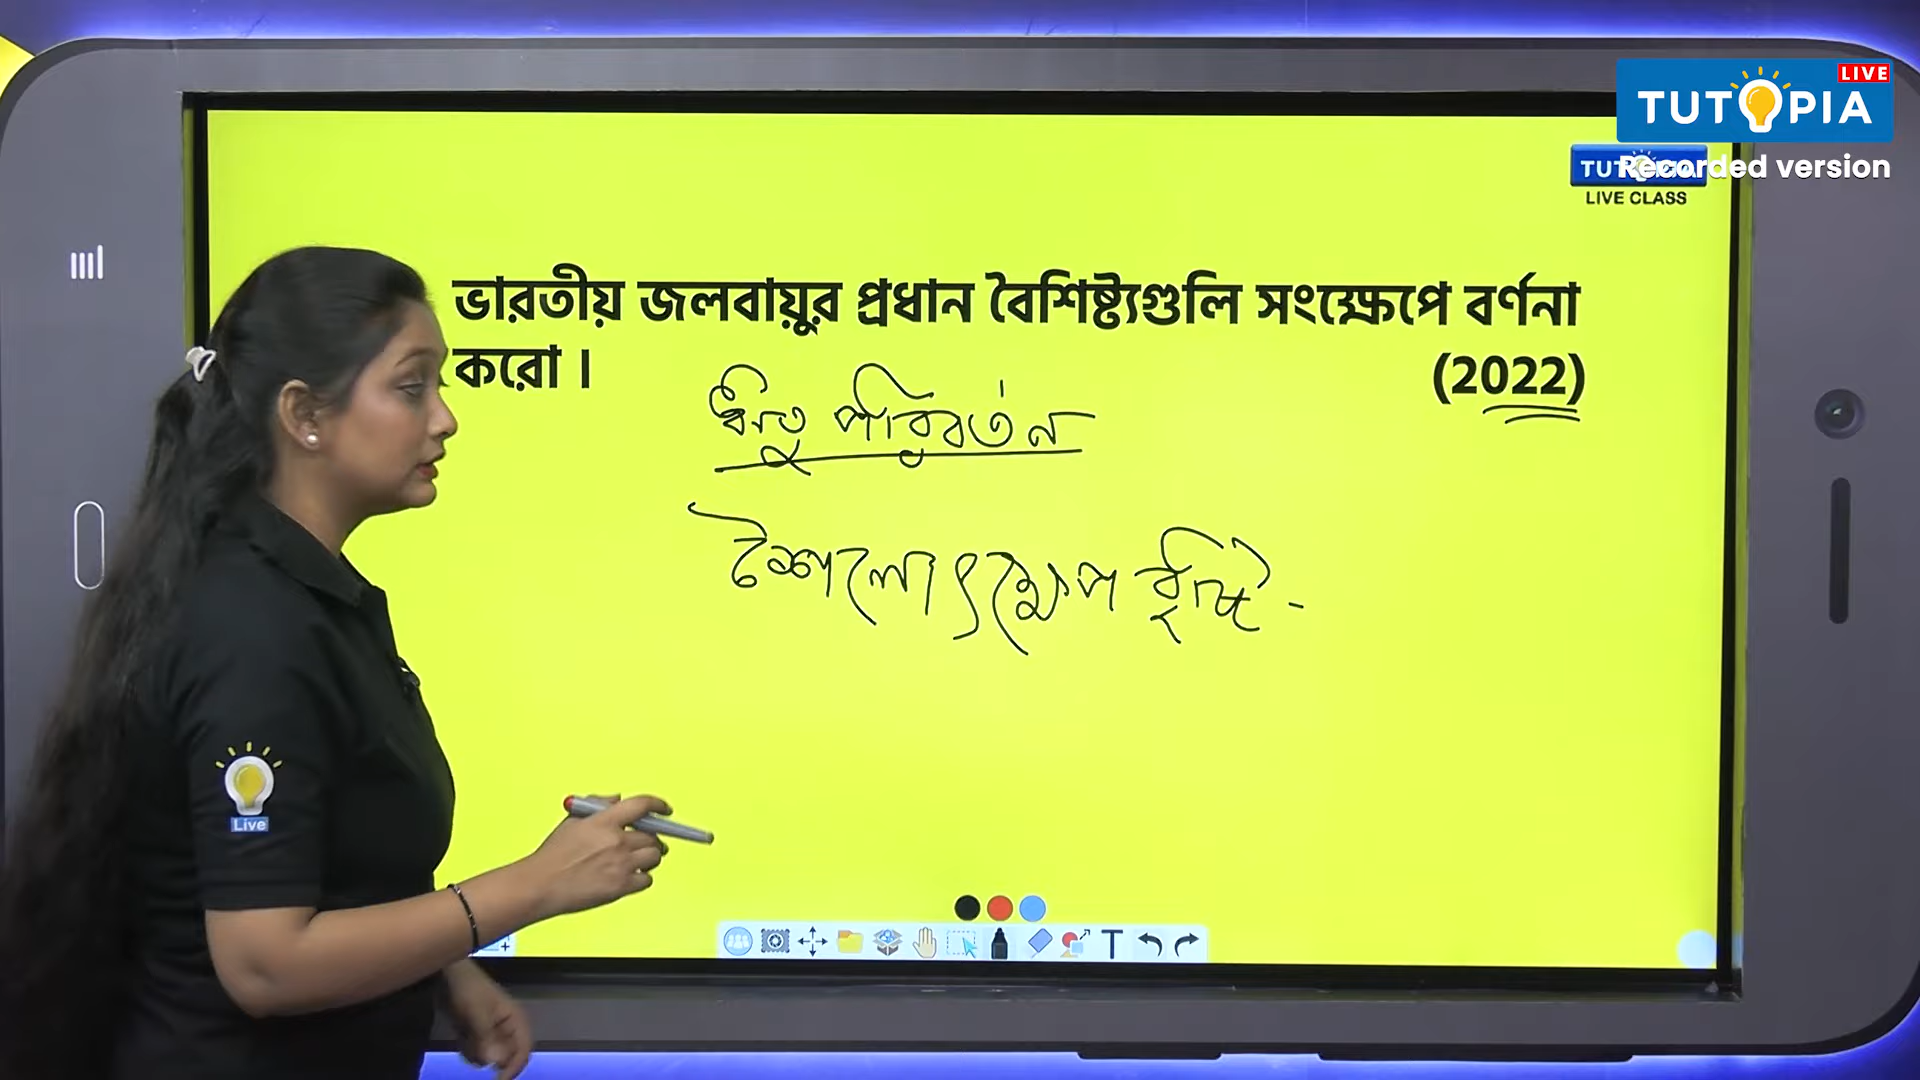 LIVE
TUTOPIA
Recorded version
LIVE CLASS
ভারতীয় জলবায়ুর প্রধান বৈশিষ্ট্যগুলি সংক্ষেপে বর্ণনা
করো । (2022)
ঋতু পরিবর্তন
শৈলোৎক্ষেপ বৃষ্টি -
Live
T